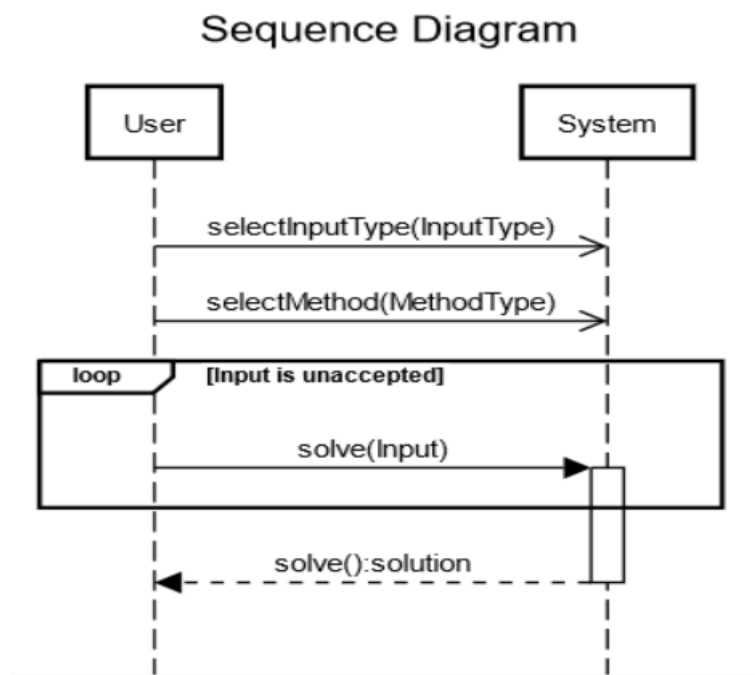 Sequence Diagram
User
System
selectInputType(InputType)
selectMethod(MethodType)
loop
[Input is unaccepted]
solve(Input)
solve():solution